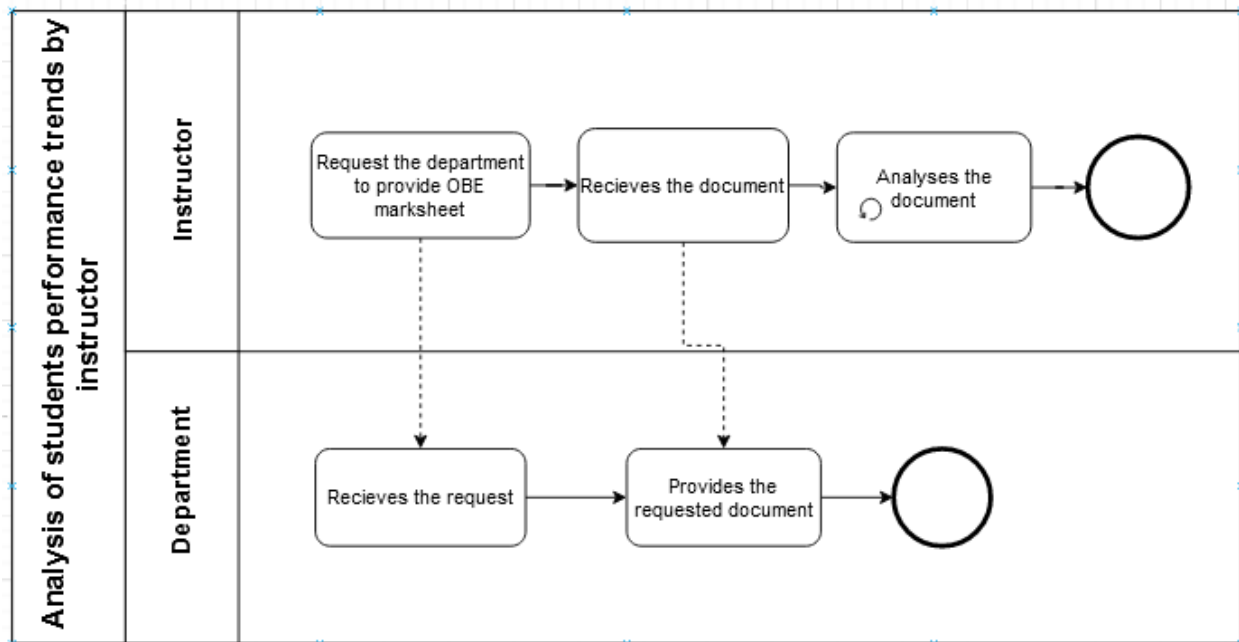 Analysis of students performance trends by
instructor
Instructor
Request the department
to provide OBE
marksheet
Recieves the document
Analyses the
document
Department
Recieves the request
Provides the
requested document